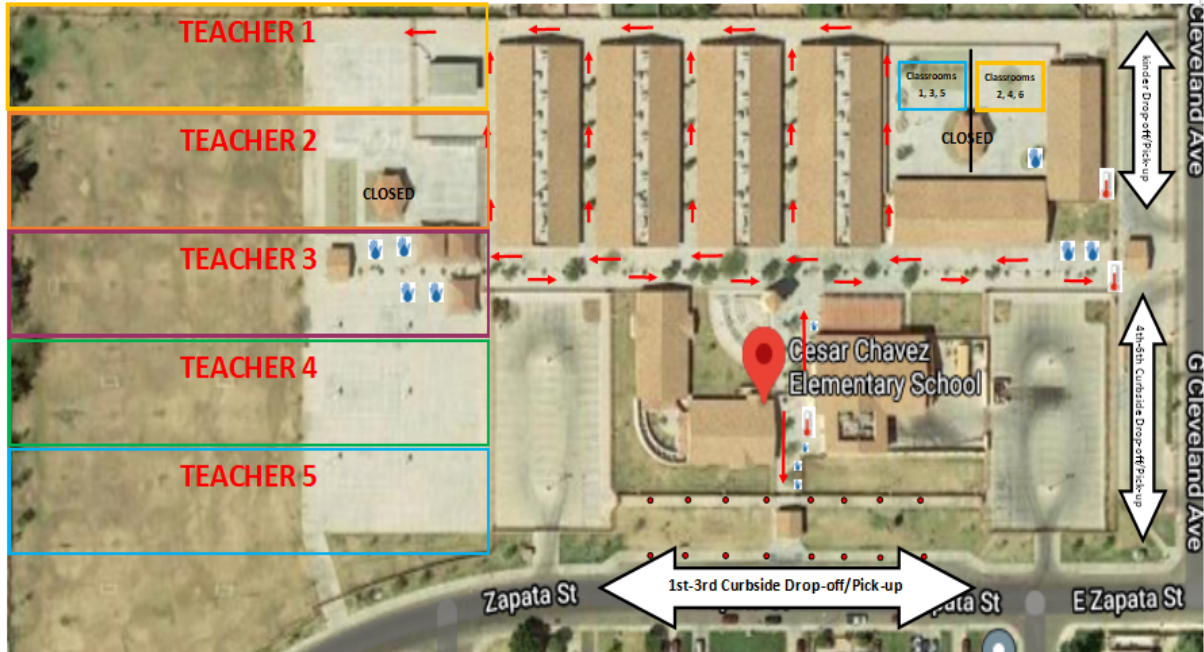 TEACHER 1
TEACHER 2
CLOSED
TEACHER 3
TEACHER 4
TEACHER 5
Classrooms
1, 3, 5
Classrooms
2, 4, 6
CLOSED
kinder Drop-off/Pick-up
Cleveland Ave
Cesar Chavez
Elementary School
4th-6th Curbside Drop-off/Pick-up
G Cleveland Ave
1st-3rd Curbside Drop-off/Pick-up
Zapata St
pata St
E Zapata St